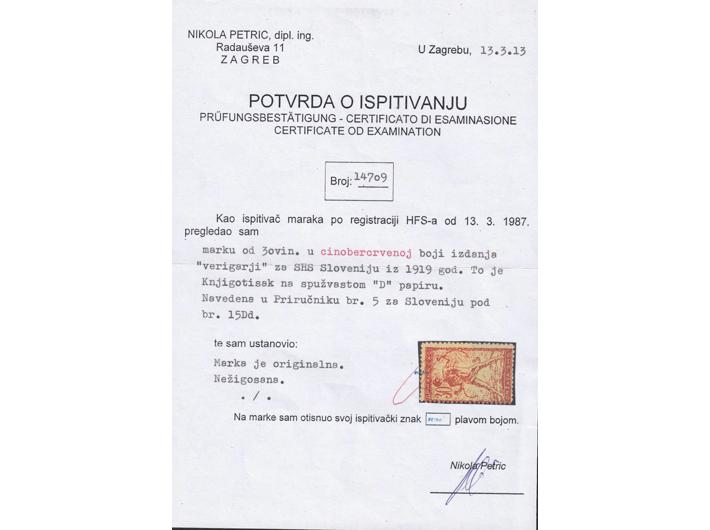 NIKOLA PETRIC, dipl. ing.
Radauševa 11
ZAGREB
U Zagrebu, 13.3.13
POTVRDA O ISPITIVANJU
PRŰFUNGSBESTÄTIGUNG - CERTIFICATO DI ESAMINASIONE
CERTIFICATE OD EXAMINATION
Broj: 14709
Kao ispitivač maraka po registraciji HFS-a od 13. 3. 1987.
pregledao sam
marku od 3ovin. u cinobercrvenoj boji izdanja
"verigarji" za SHS Sloveniju iz 1919 god. To je
Knjigotisak na spužvastom "D" papiru.
Navedena u Priručniku br. 5 za Sloveniju pod
br. 15Dd.
te sam ustanovio:
Marka je originalna.
Nežigosana.
. / .
Na marke sam otisnuo svoj ispitivački znak plavom bojom.
Nikola Petric